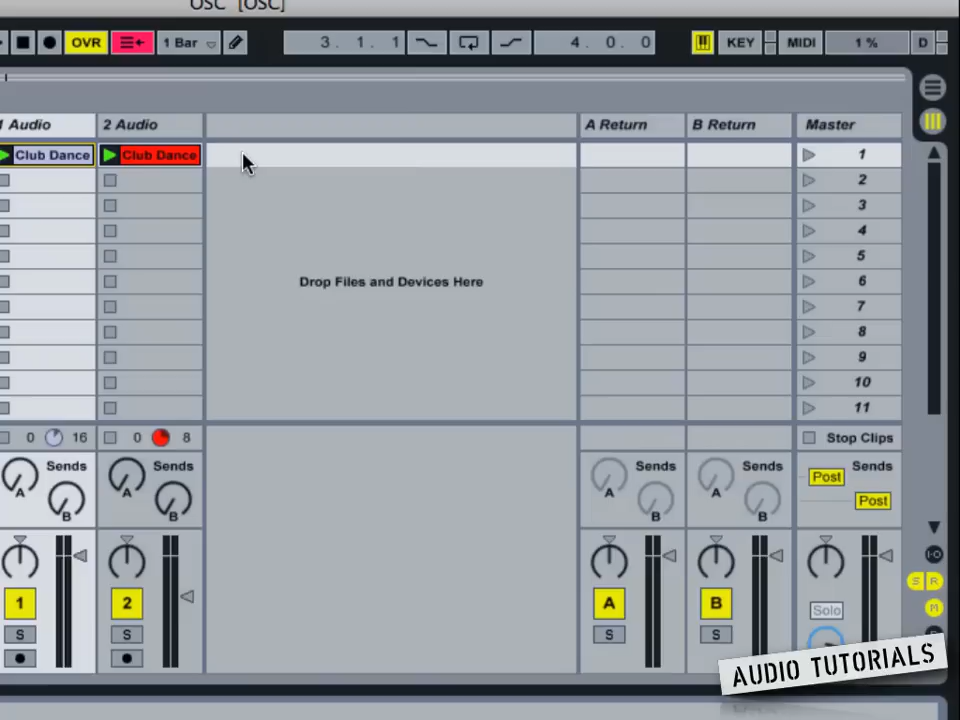 OSC [OSC]
OVR 1 Bar 3. 1. 1 4. 0. 0 KEY MIDI 1 % D
1 Audio 2 Audio A Return B Return Master
Club Dance Club Dance 1
2
3
4
5
Drop Files and Devices Here 6
7
8
9
10
11
0 16 0 8 Stop Clips
Sends Sends Sends Sends Sends
A A A A Post
B B B B Post
1 2 A B S R
Solo M
S S S S
AUDIO TUTORIALS